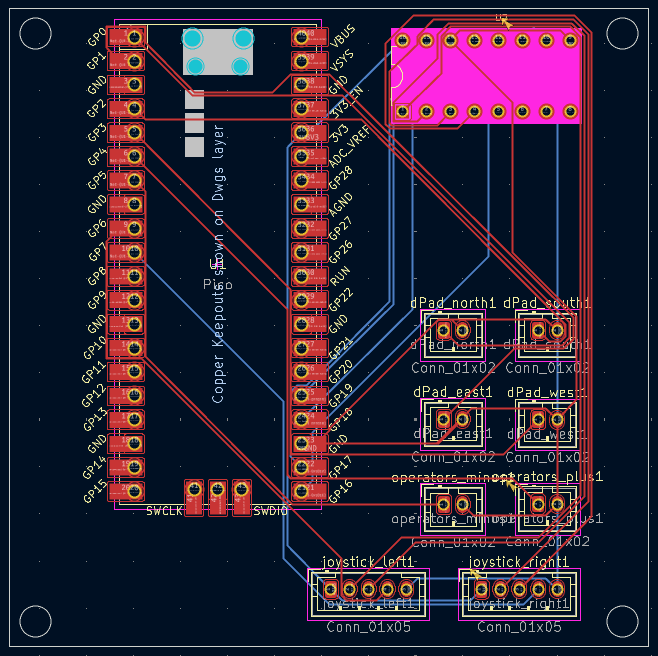 GP0
GP1
GND
GP2
GP3
GP4
GP5
GND
GP6
GP7
GP8
GP9
GND
GP10
GP11
GP12
GP13
GND
GP14
GP15
VBUS
VSYS
GND
3V3_EN
3V3
ADC_VREF
GP28
AGND
GP27
GP26
RUN
GP22
GND
GP21
GP20
GP19
GP18
GND
GP17
GP16
Copper Keepouts shown on Dwgs layer
Pico
SWCLK
SWDIO
dPad_north1
dPad_south1
dPad_north1
dPad_south1
Conn_01x02
Conn_01x02
dPad_east1
dPad_west1
dPad_east1
dPad_west1
Conn_01x02
Conn_01x02
operators_minus1
operators_plus1
operators_minus1
operators_plus1
Conn_01x02
Conn_01x02
joystick_left1
joystick_right1
joystick_left1
joystick_right1
Conn_01x05
Conn_01x05